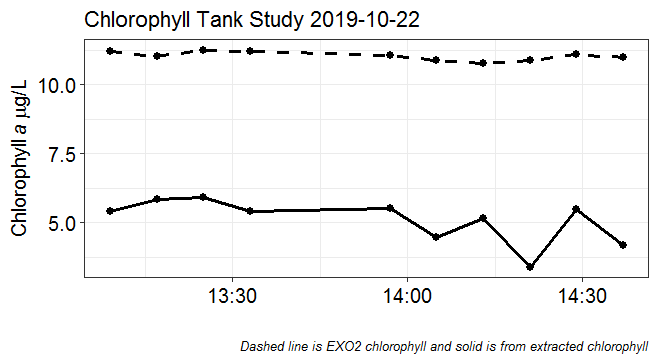 Chlorophyll Tank Study 2019-10-22
Chlorophyll a µg/L
10.0
7.5
5.0
13:30 14:00 14:30
Dashed line is EXO2 chlorophyll and solid is from extracted chlorophyll